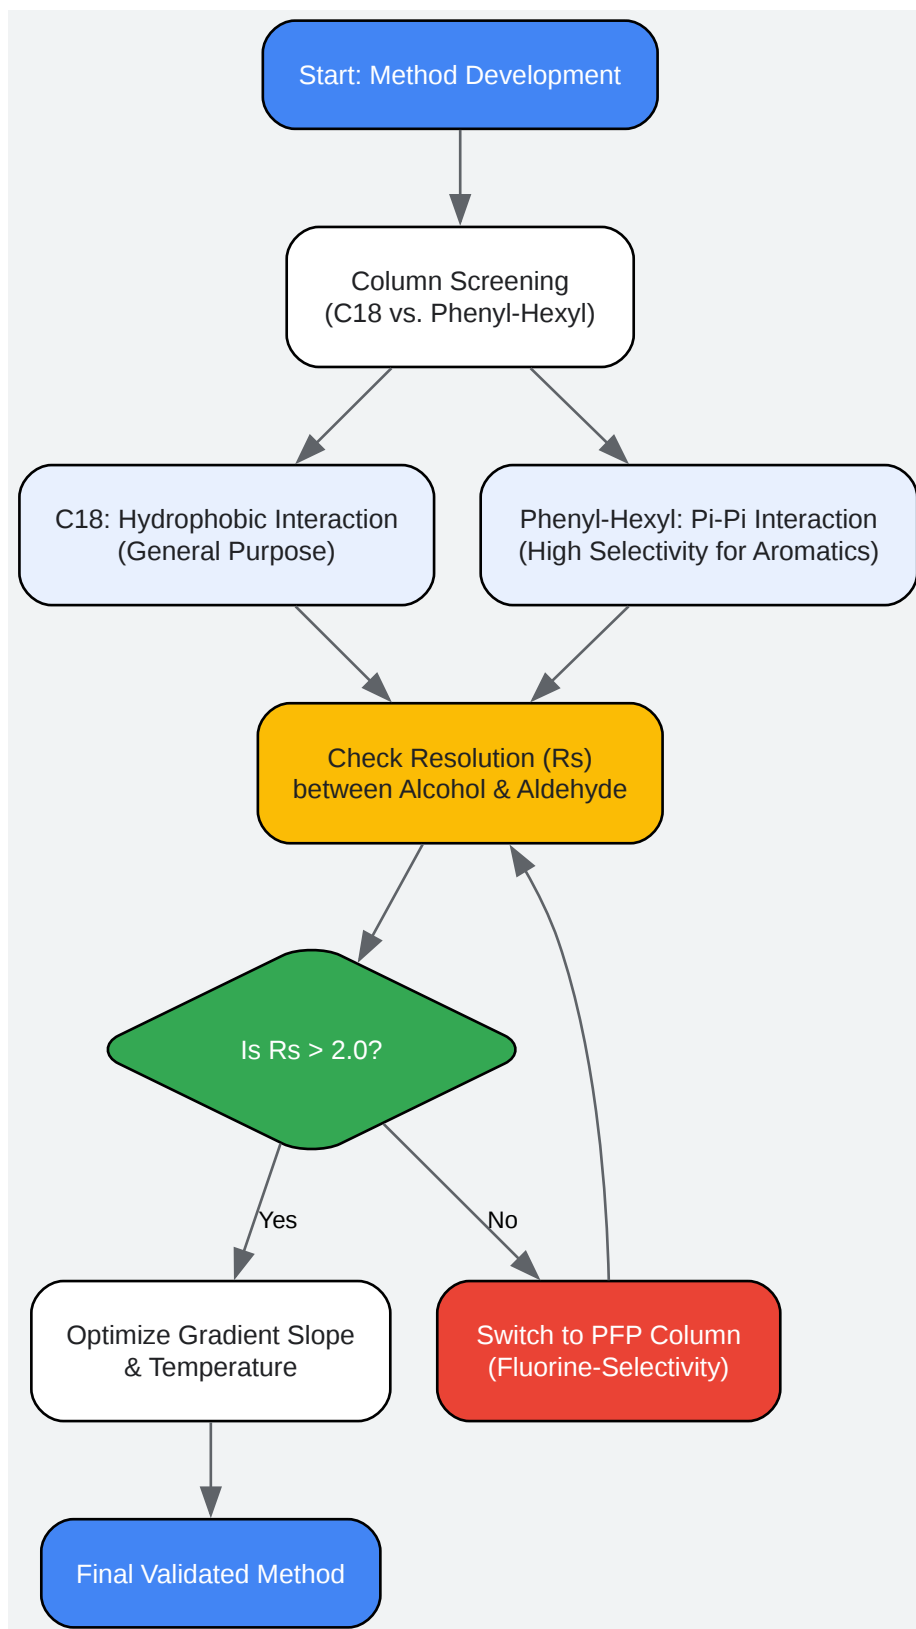 Start: Method Development
Column Screening
(C18 vs. Phenyl-Hexyl)
C18: Hydrophobic Interaction
(General Purpose)
Phenyl-Hexyl: Pi-Pi Interaction
(High Selectivity for Aromatics)
Check Resolution (Rs)
between Alcohol & Aldehyde
Is Rs > 2.0?
Yes
No
Optimize Gradient Slope
& Temperature
Switch to PFP Column
(Fluorine-Selectivity)
Final Validated Method